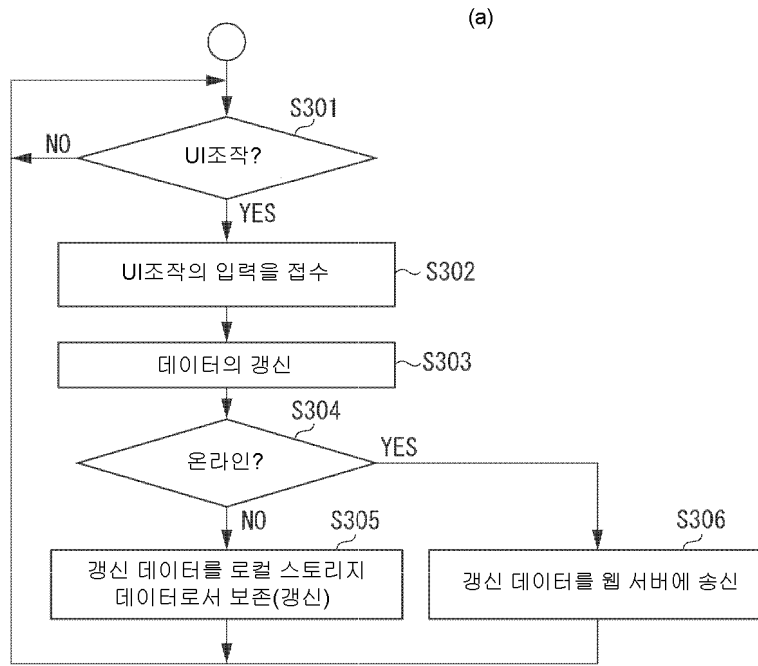 (a)
S301
NO
UI조작?
YES
UI조작의 입력을 접수
S302
데이터의 갱신
S303
S304
온라인?
YES
NO
S305
S306
갱신 데이터를 로컬 스토리지
데이터로서 보존(갱신)
갱신 데이터를 웹 서버에 송신